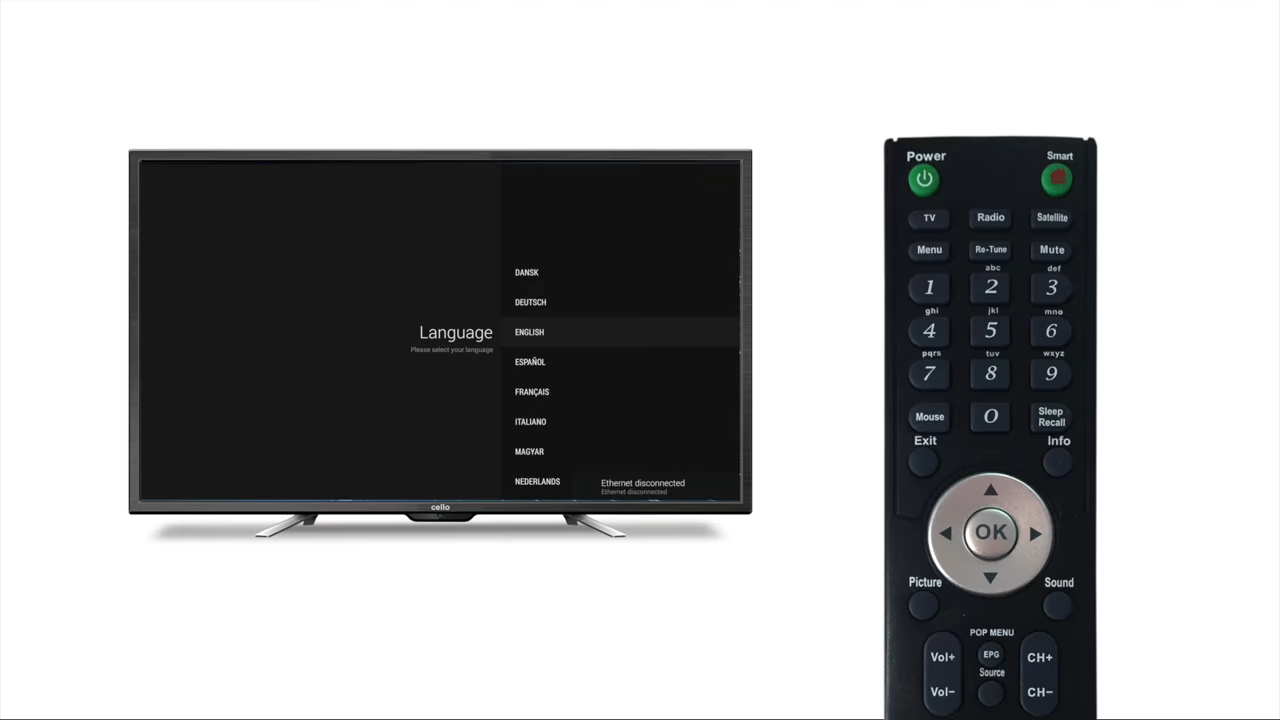 Language
Please select your language
DANSK
DEUTSCH
ENGLISH
ESPAÑOL
FRANÇAIS
ITALIANO
MAGYAR
NEDERLANDS
Ethernet disconnected
Ethernet disconnected
cello
Power
Smart
TV
Radio
Satellite
Menu
Re-Tune
Mute
abc
def
1
2
3
ghi
jkl
mno
4
5
6
pqrs
tuv
wxyz
7
8
9
Mouse
0
Sleep
Recall
Exit
Info
OK
Picture
Sound
POP MENU
Vol+
EPG
CH+
Source
Vol-
CH-